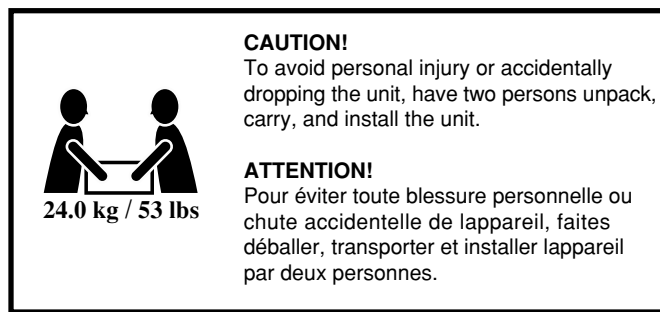 24.0 kg / 53 lbs
CAUTION!
To avoid personal injury or accidentally
dropping the unit, have two persons unpack,
carry, and install the unit.
ATTENTION!
Pour éviter toute blessure personnelle ou
chute accidentelle de lappareil, faites
déballer, transporter et installer lappareil
par deux personnes.